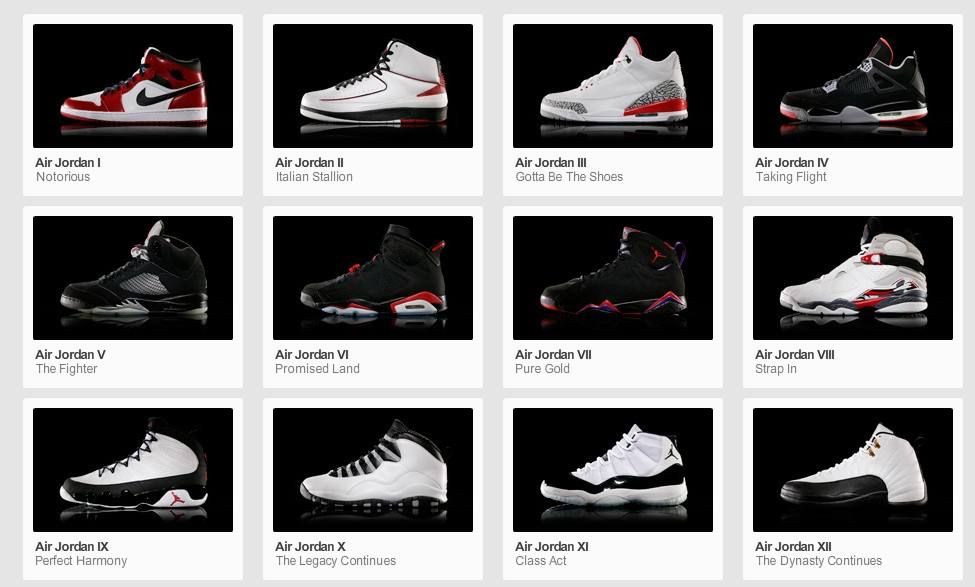 Air Jordan I
Notorious
Air Jordan II
Italian Stallion
Air Jordan III
Gotta Be The Shoes
Air Jordan IV
Taking Flight
Air Jordan V
The Fighter
Air Jordan VI
Promised Land
Air Jordan VII
Pure Gold
Air Jordan VIII
Strap In
Air Jordan IX
Perfect Harmony
Air Jordan X
The Legacy Continues
Air Jordan XI
Class Act
Air Jordan XII
The Dynasty Continues